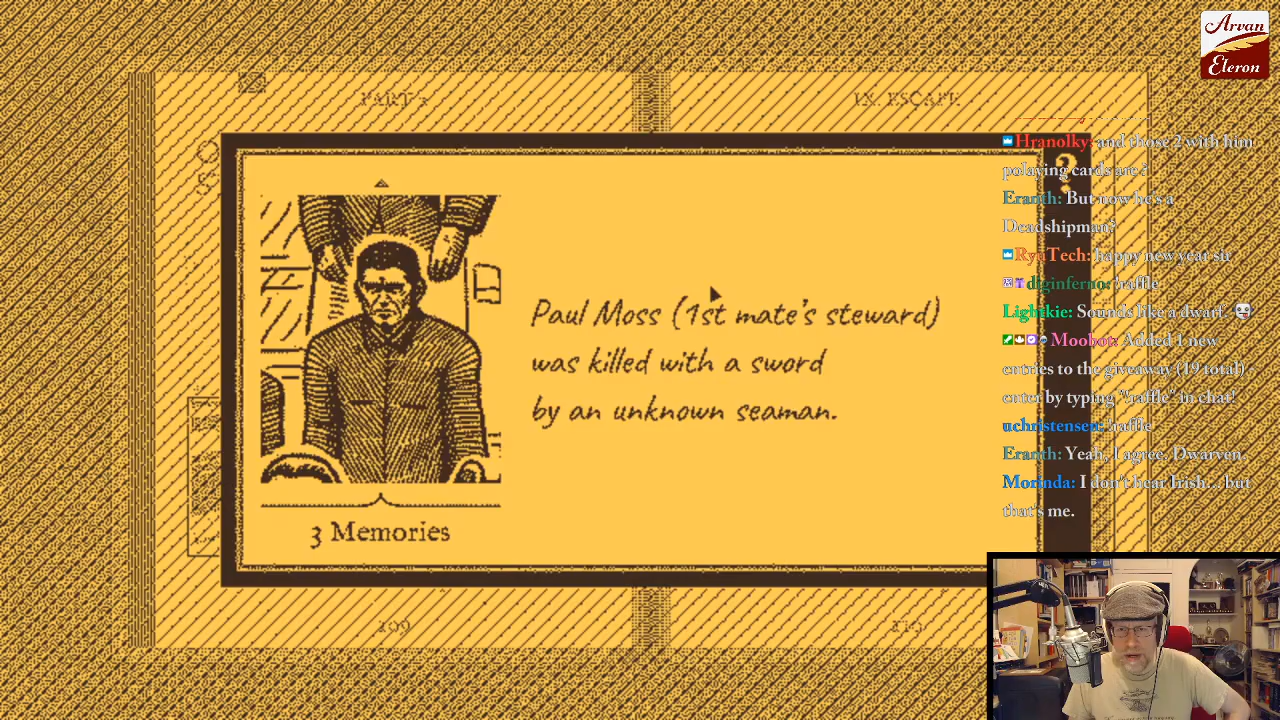 Arvan
Eleron
PART 2
IX. ESCAPE
?
Paul Moss (1st mate's steward)
was killed with a sword
by an unknown seaman.
3 Memories
Hranolky: and those 2 with him
polaying cards are ?
Eranth: But now he's a
Deadshipman?
RyuTech: happy new year sir
diginferno: !raffle
Lightkie: Sounds like a dwarf.
Moobot: Added 1 new
entries to the giveaway (19 total) -
enter by typing "!raffle" in chat!
uchristensen: !raffle
Eranth: Yeah, I agree. Dwarven.
Morinda: I don't hear Irish... but
that's me.